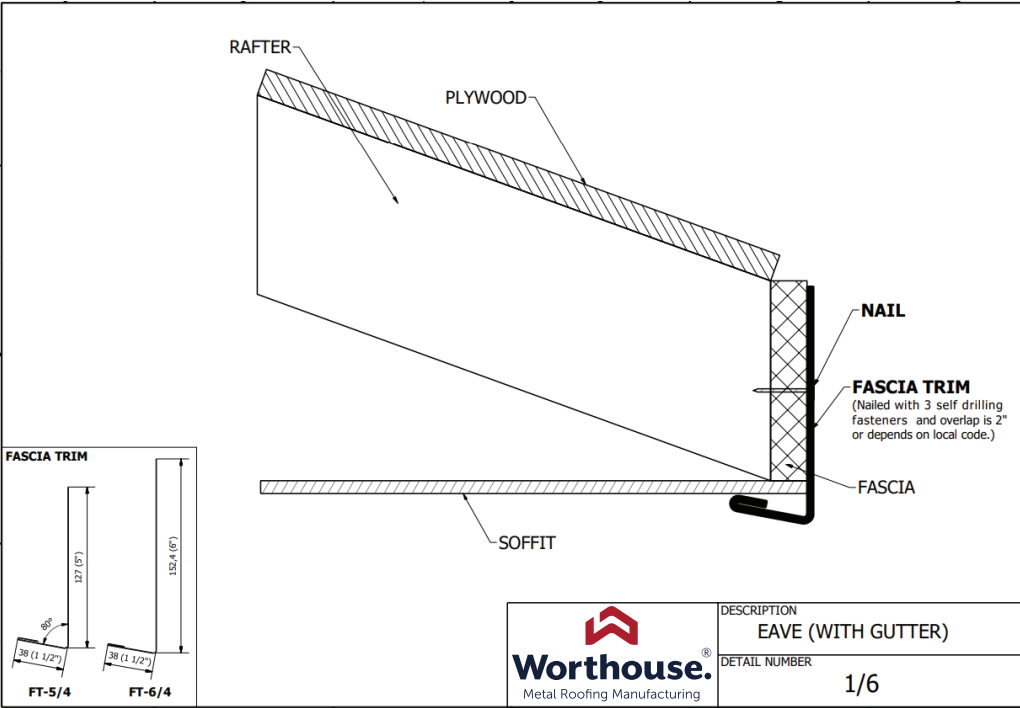 RAFTER
PLYWOOD
NAIL
FASCIA TRIM
(Nailed with 3 self drilling
fasteners and overlap is 2"
or depends on local code.)
FASCIA
SOFFIT
FASCIA TRIM
127 (5")
152,4 (6")
80°
38 (1 1/2")
38 (1 1/2")
FT-5/4
FT-6/4
Worthouse.®
Metal Roofing Manufacturing
DESCRIPTION
EAVE (WITH GUTTER)
DETAIL NUMBER
1/6